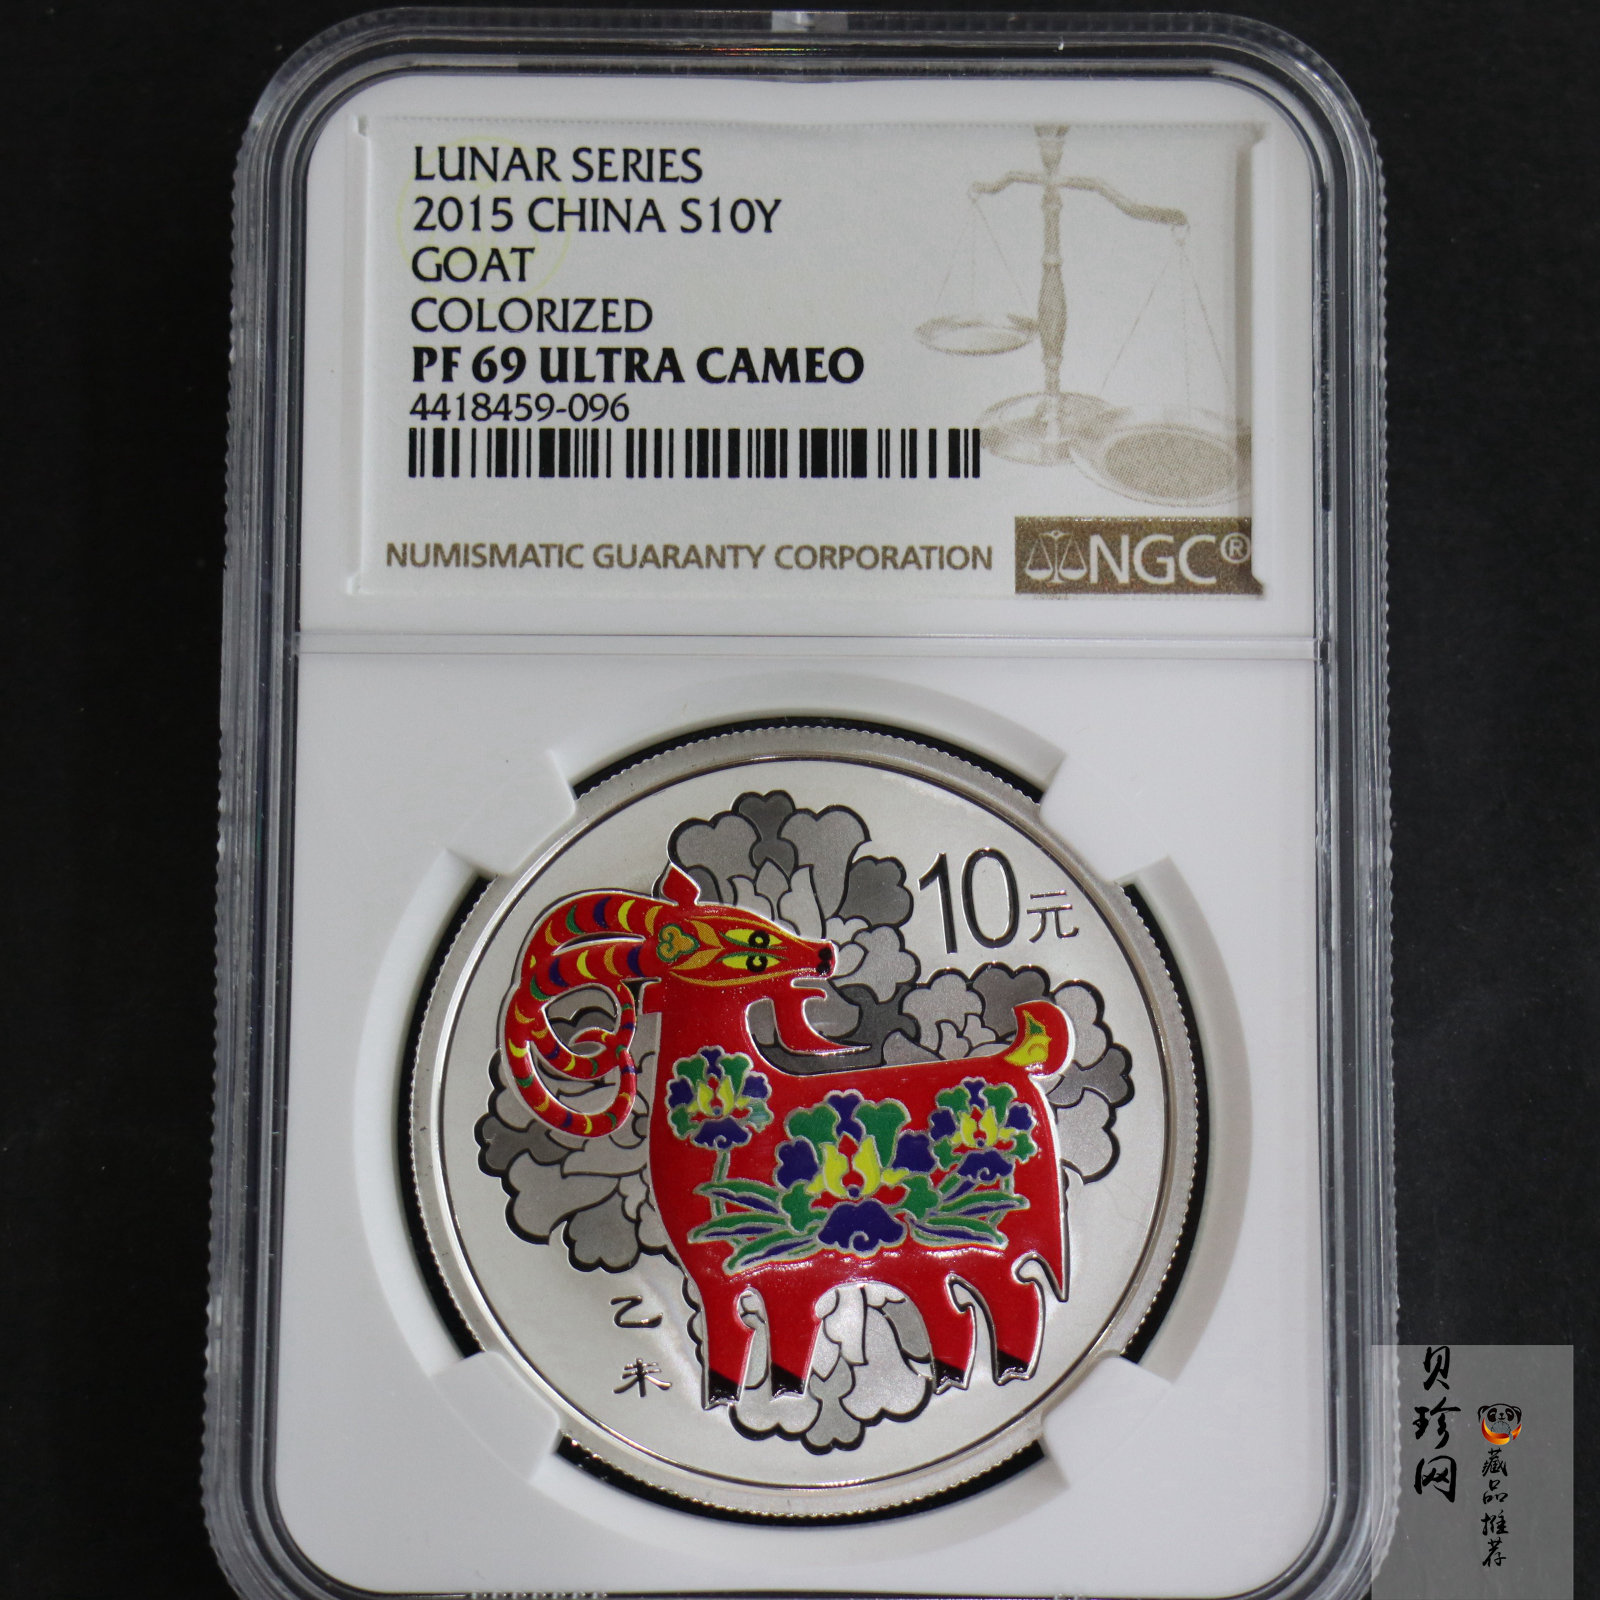 LUNAR SERIES
2015 CHINA S10Y
GOAT
COLORIZED
PF 69 ULTRA CAMEO
4418459-096
NUMISMATIC GUARANTY CORPORATION
NGC®
10元
乙
未
贝珍网
藏品推荐